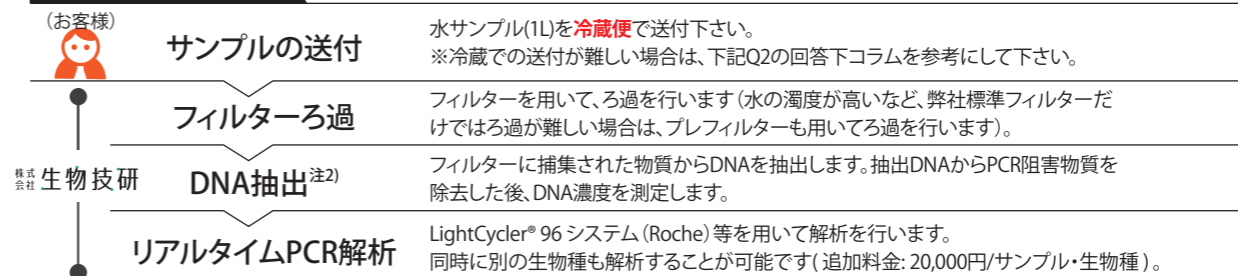 (お客様)
サンプルの送付
水サンプル(1L)を冷蔵便で送付下さい。
※冷蔵での送付が難しい場合は、下記Q2の回答下コラムを参考にして下さい。
フィルターろ過
フィルターを用いて、ろ過を行います(水の濁度が高いなど、弊社標準フィルターだ
けではろ過が難しい場合は、プレフィルターも用いてろ過を行います)。
株式会社 生物技研
DNA抽出注2)
フィルターに捕集された物質からDNAを抽出します。抽出DNAからPCR阻害物質を
除去した後、DNA濃度を測定します。
リアルタイムPCR解析
LightCycler® 96 システム(Roche)等を用いて解析を行います。
同時に別の生物種も解析することが可能です( 追加料金: 20,000円/サンプル・生物種 ) 。